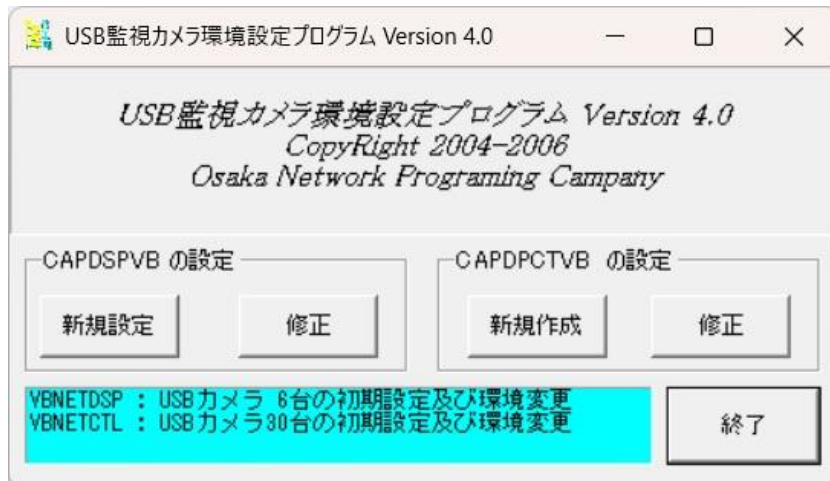 USB監視カメラ環境設定プログラム Version 4.0
USB監視カメラ環境設定プログラム Version 4.0
CopyRight 2004-2006
Osaka Network Programing Campany
CAPDSPVB の設定
CAPDPCTVB の設定
新規設定
修正
新規作成
修正
VBNETDSP : USBカメラ 6台の初期設定及び環境変更
VBNETCTL : USBカメラ30台の初期設定及び環境変更
終了